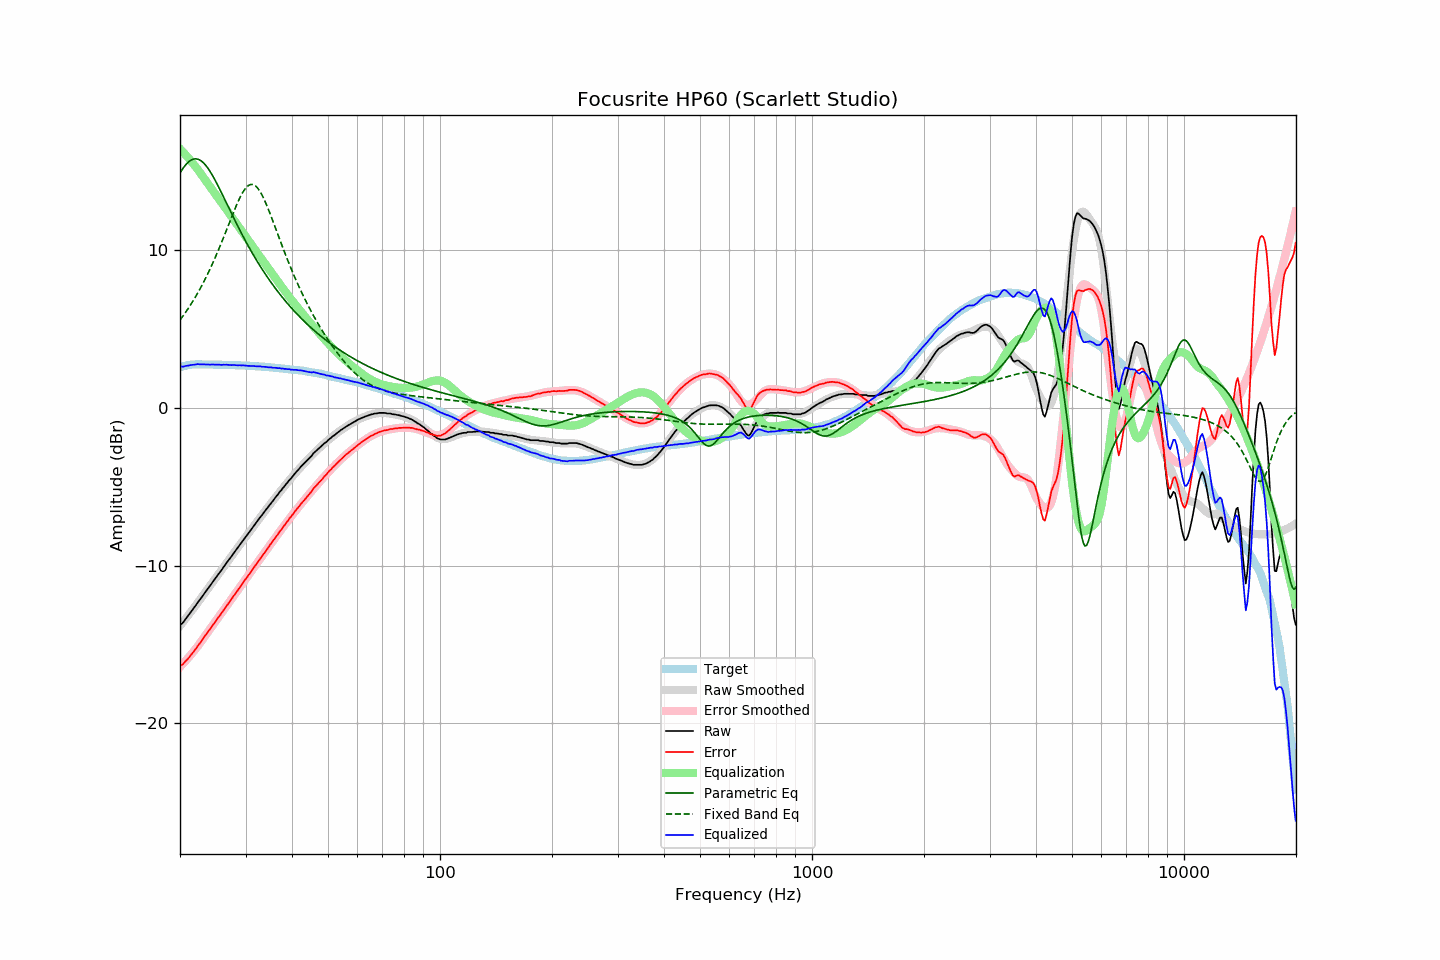 Focusrite HP60 (Scarlett Studio)
Amplitude (dBr)
10
0
−10
−20
Target
Raw Smoothed
Error Smoothed
Raw
Error
Equalization
Parametric Eq
Fixed Band Eq
Equalized
100
1000
10000
Frequency (Hz)